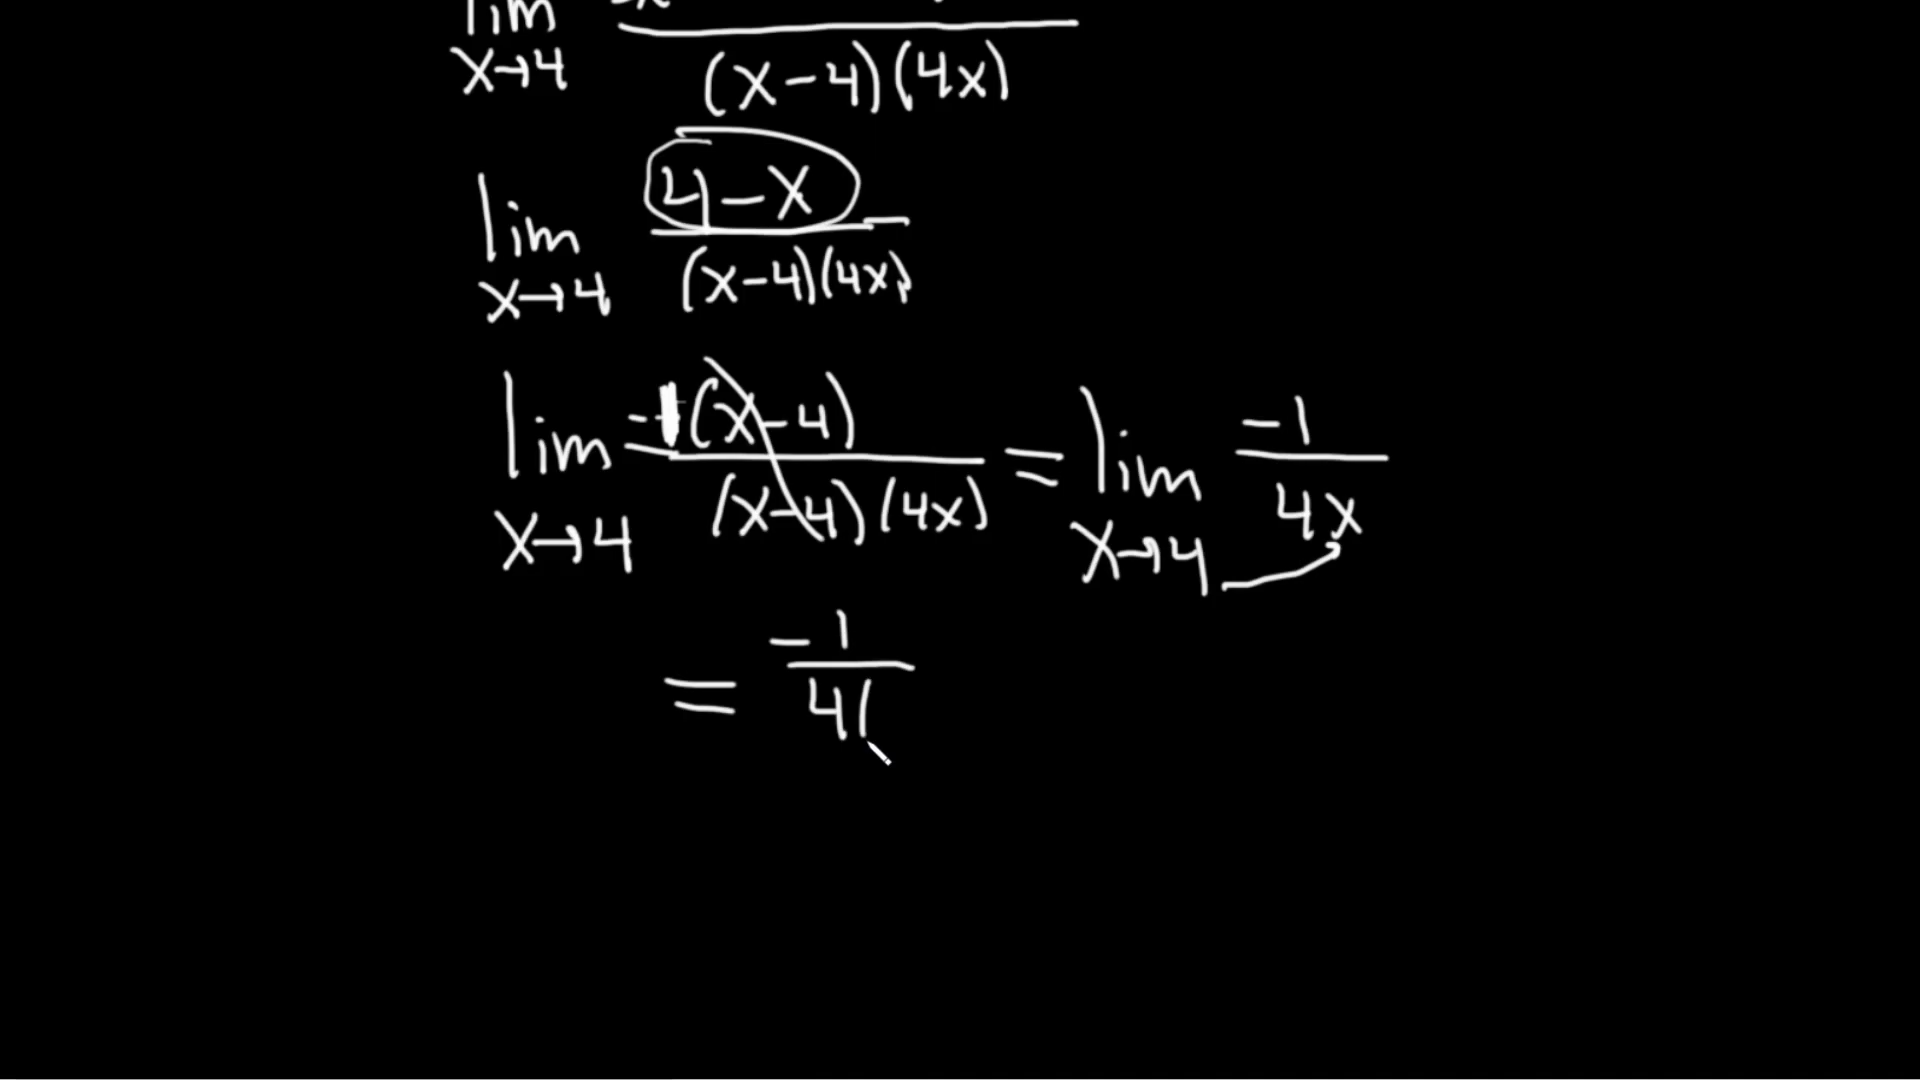 lim
x→4 (x-4)(4x)
lim 4-x
x→4 (x-4)(4x)
lim -1(x-4) = lim -1
x→4 (x-4)(4x) x→4 4x
= -1
4(